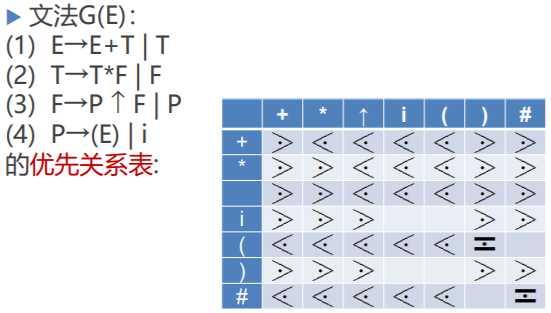 ▶ 文法G(E)：
(1) E→E+T | T
(2) T→T*F | F
(3) F→P↑F | P
(4) P→(E) | i
的优先关系表:
+ * ↑ i ( ) #
+ ⋗ ⋖ ⋖ ⋖ ⋖ ⋗ ⋗
* ⋗ ⋗ ⋖ ⋖ ⋖ ⋗ ⋗
⋗ ⋗ ⋖ ⋖ ⋖ ⋗ ⋗
i ⋗ ⋗ ⋗ ⋗ ⋗
( ⋖ ⋖ ⋖ ⋖ ⋖ ≐
) ⋗ ⋗ ⋗ ⋗ ⋗
# ⋖ ⋖ ⋖ ⋖ ⋖ ≐